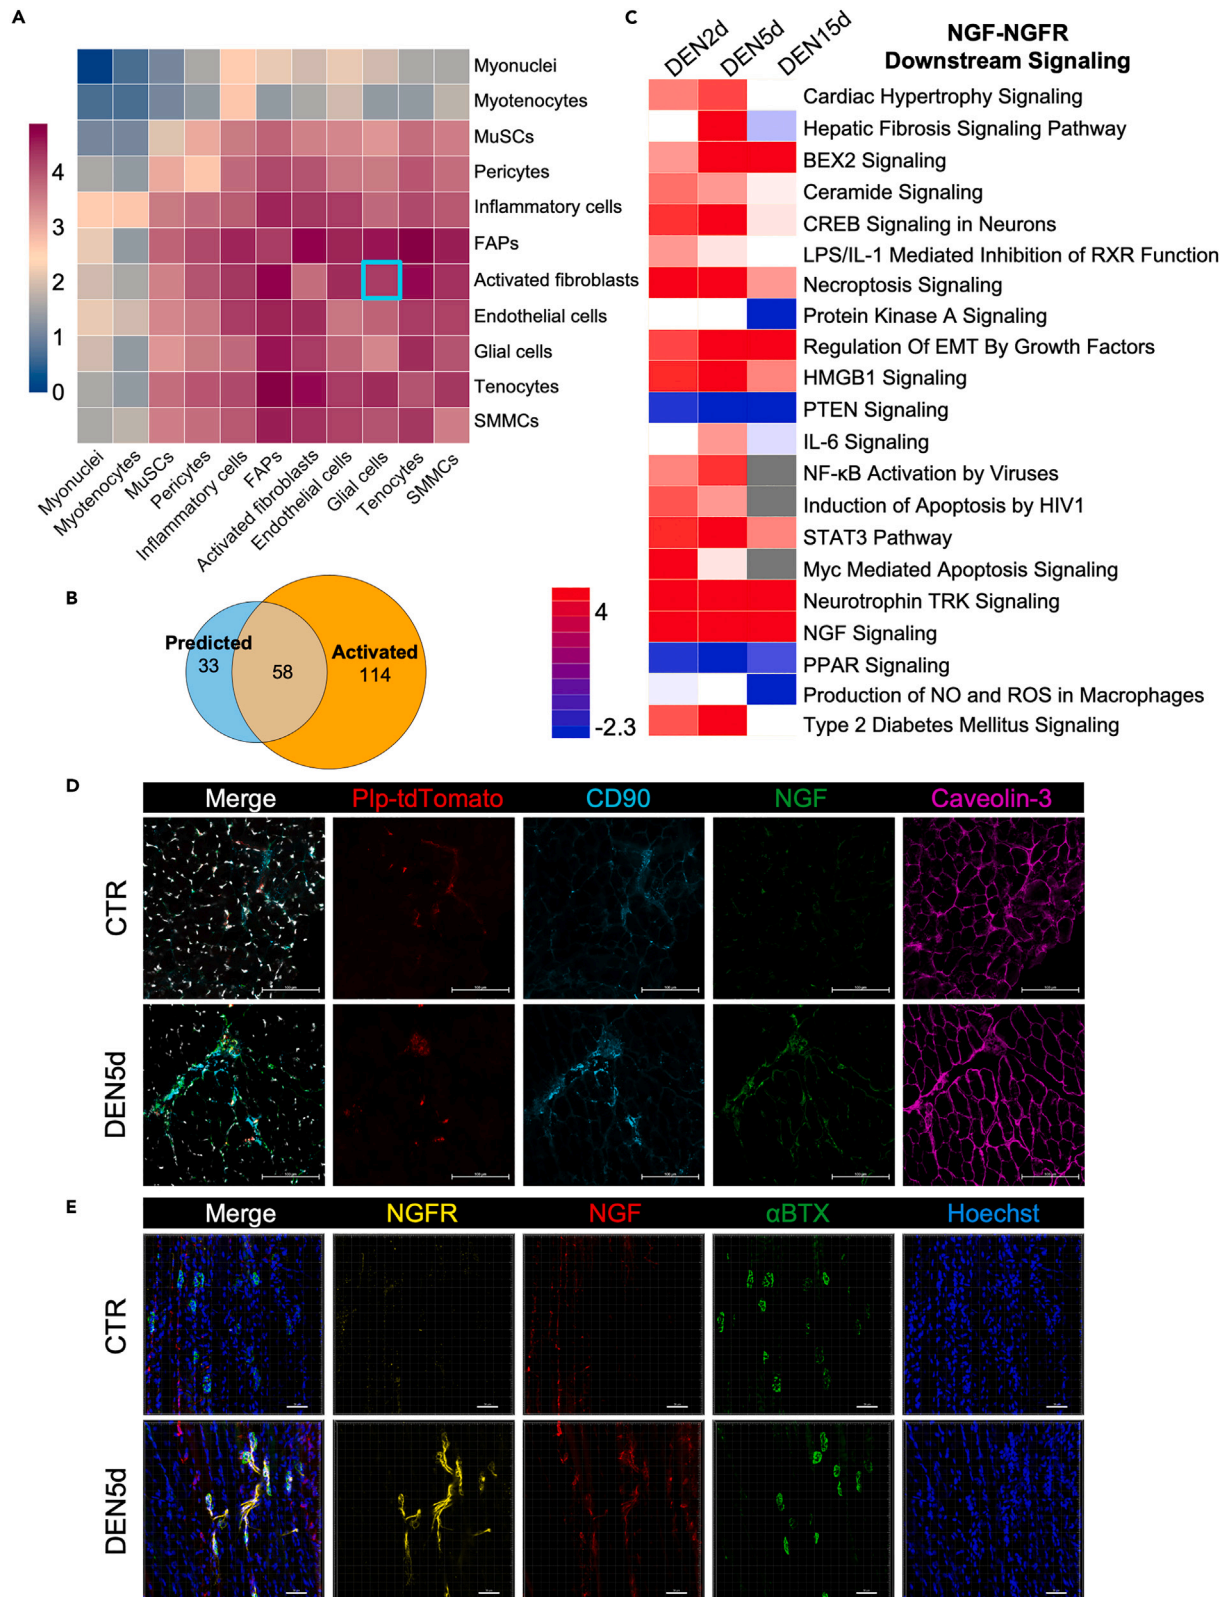 A
Myonuclei
Myotenocytes
MuSCs
Pericytes
Inflammatory cells
FAPs
Activated fibroblasts
Endothelial cells
Glial cells
Tenocytes
SMMCs
4
3
2
1
0
Myonuclei
Myotenocytes
MuSCs
Pericytes
Inflammatory cells
FAPs
Activated fibroblasts
Endothelial cells
Glial cells
Tenocytes
SMMCs
B
Predicted
33
58
Activated
114
C
DEN2d
DEN5d
DEN15d
NGF-NGFR
Downstream Signaling
Cardiac Hypertrophy Signaling
Hepatic Fibrosis Signaling Pathway
BEX2 Signaling
Ceramide Signaling
CREB Signaling in Neurons
LPS/IL-1 Mediated Inhibition of RXR Function
Necroptosis Signaling
Protein Kinase A Signaling
Regulation Of EMT By Growth Factors
HMGB1 Signaling
PTEN Signaling
IL-6 Signaling
NF-κB Activation by Viruses
Induction of Apoptosis by HIV1
STAT3 Pathway
Myc Mediated Apoptosis Signaling
Neurotrophin TRK Signaling
NGF Signaling
PPAR Signaling
Production of NO and ROS in Macrophages
Type 2 Diabetes Mellitus Signaling
4
-2.3
D
Merge Plp-tdTomato CD90 NGF Caveolin-3
CTR
DEN5d
E
Merge NGFR NGF αBTX Hoechst
CTR
DEN5d